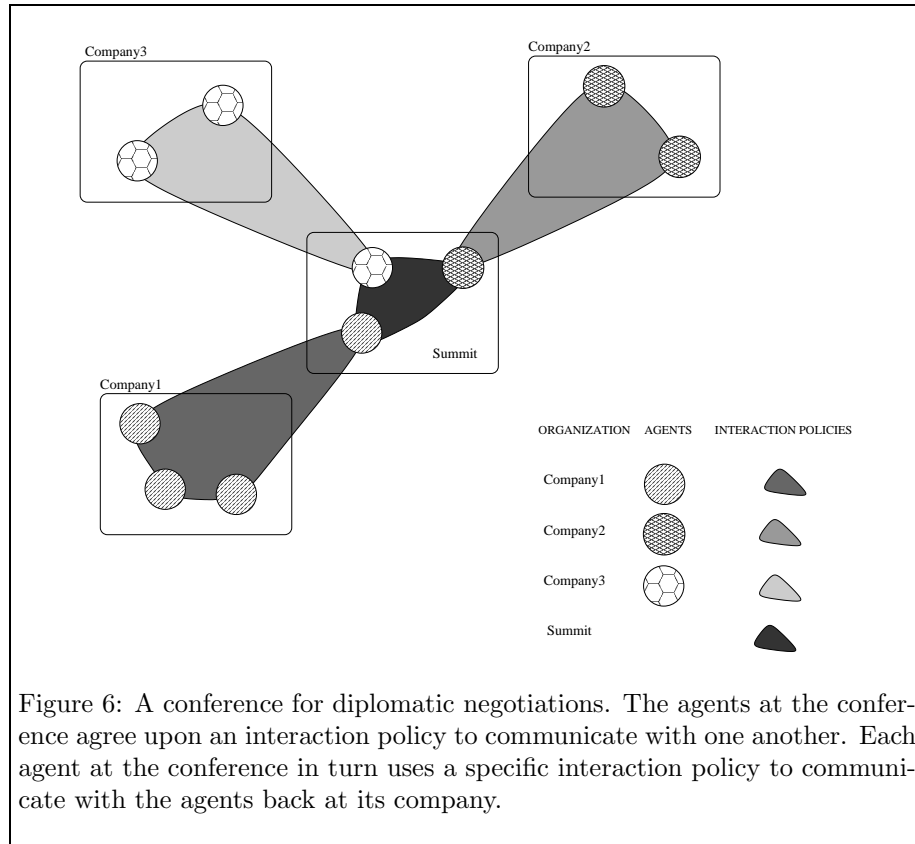 Company3
Company2
Summit
Company1
ORGANIZATION AGENTS INTERACTION POLICIES
Company1
Company2
Company3
Summit
Figure 6: A conference for diplomatic negotiations. The agents at the confer-
ence agree upon an interaction policy to communicate with one another. Each
agent at the conference in turn uses a specific interaction policy to communi-
cate with the agents back at its company.